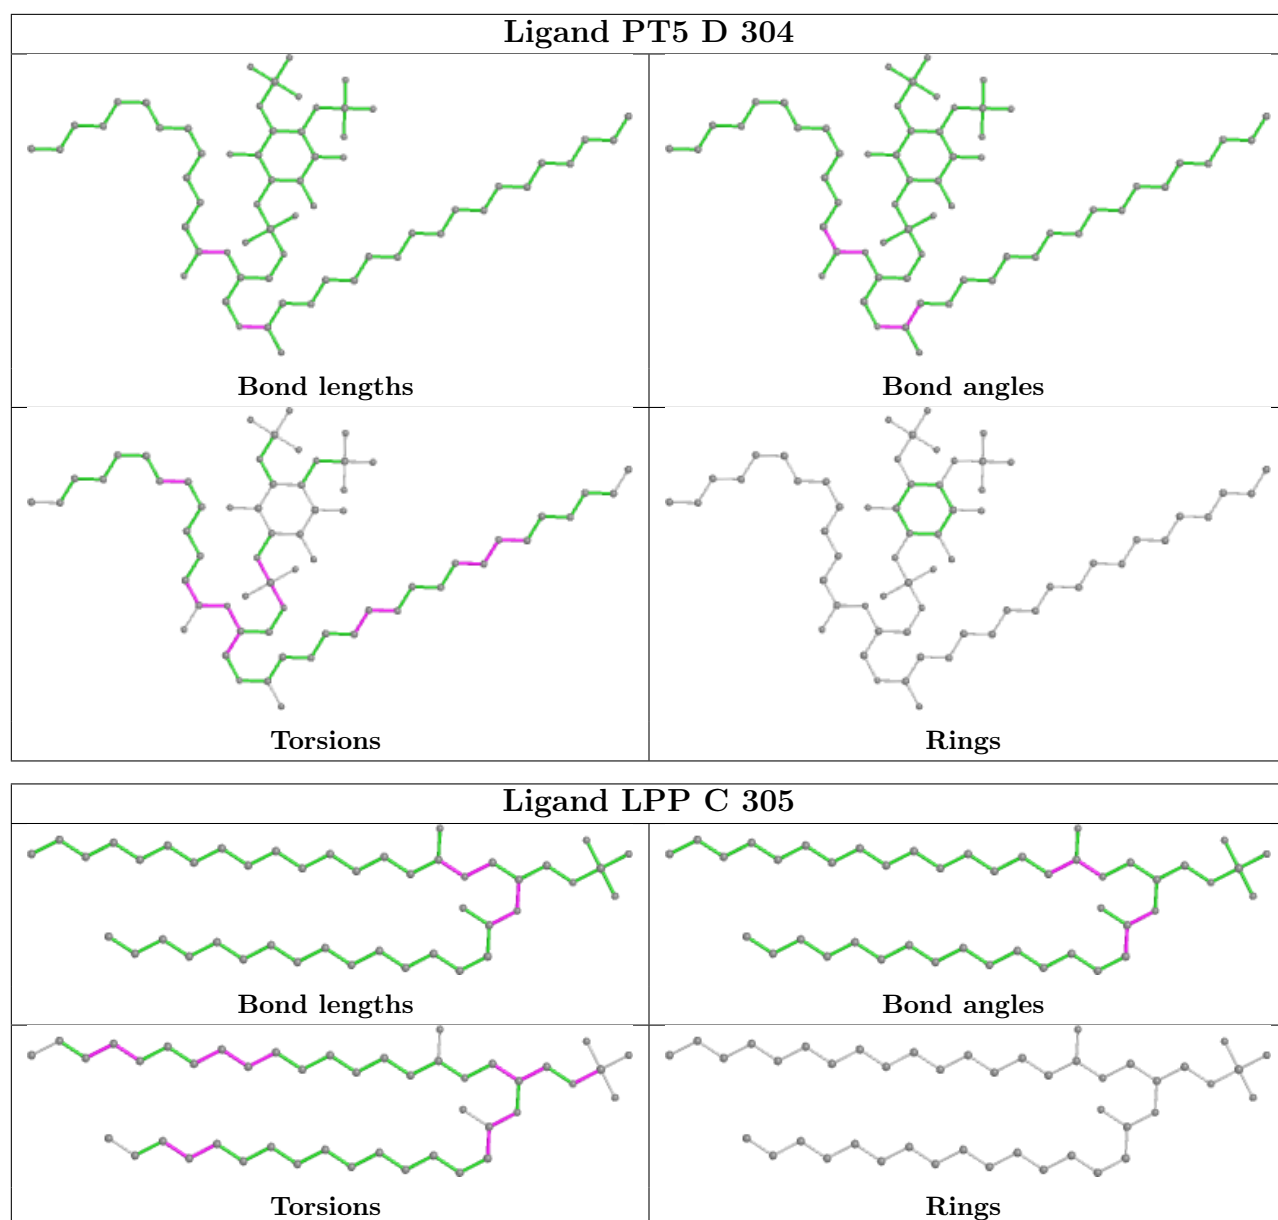 Ligand PT5 D 304
Bond lengths
Bond angles
Torsions
Rings
Ligand LPP C 305
Bond lengths
Bond angles
Torsions
Rings